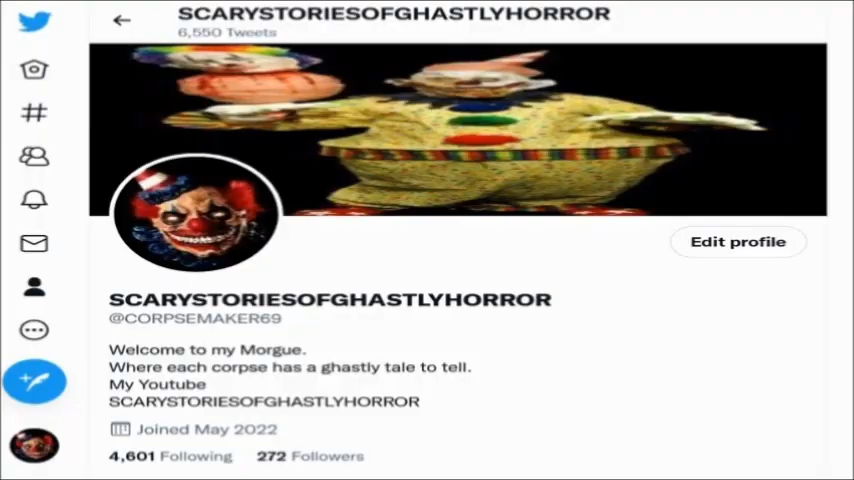 SCARYSTORIESOFGHASTLYHORROR
6,550 Tweets
Edit profile
SCARYSTORIESOFGHASTLYHORROR
@CORPSEMAKER69
Welcome to my Morgue.
Where each corpse has a ghastly tale to tell.
My Youtube
SCARYSTORIESOFGHASTLYHORROR
Joined May 2022
4,601 Following 272 Followers